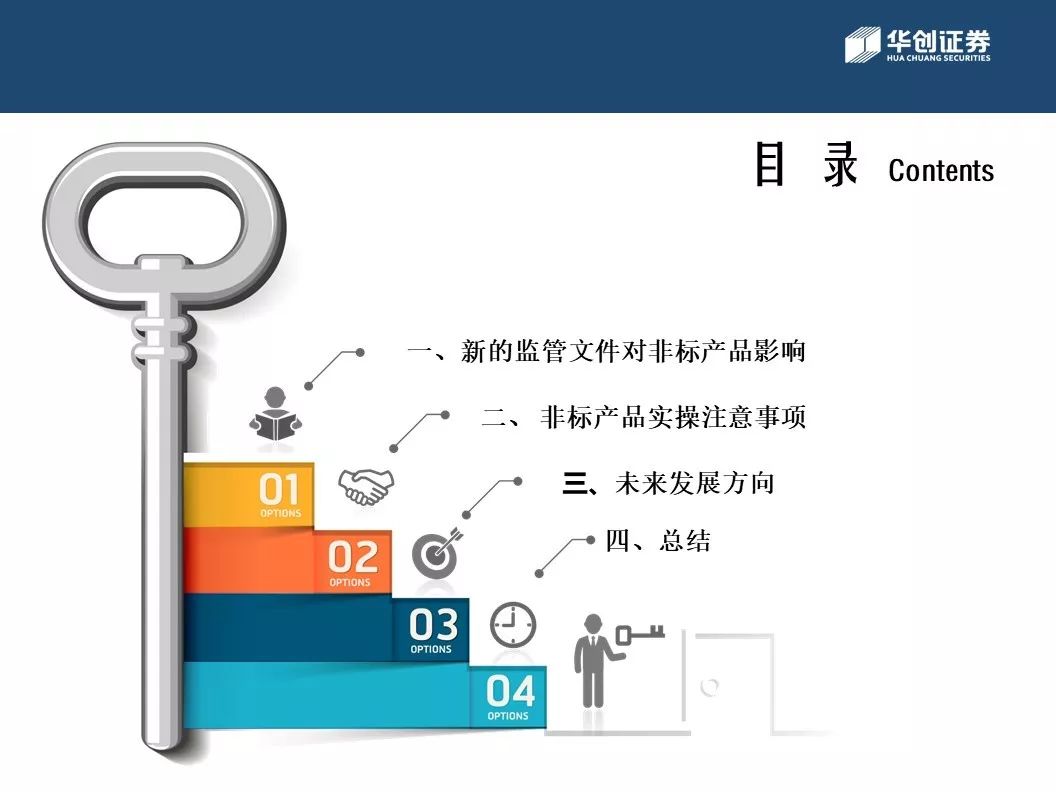 华创证券
HUA CHUANG SECURITIES
目 录 Contents
一、新的监管文件对非标产品影响
二、 非标产品实操注意事项
三、未来发展方向
四、总结
01
OPTIONS
02
OPTIONS
03
OPTIONS
04
OPTIONS